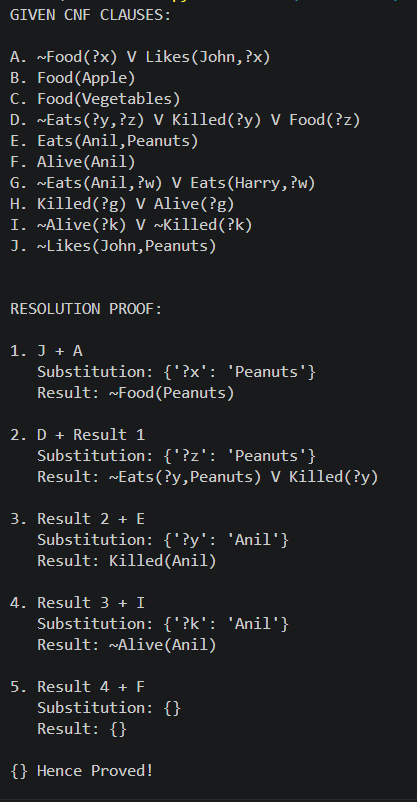 GIVEN CNF CLAUSES:
A. ~Food(?x) V Likes(John,?x)
B. Food(Apple)
C. Food(Vegetables)
D. ~Eats(?y,?z) V Killed(?y) V Food(?z)
E. Eats(Anil,Peanuts)
F. Alive(Anil)
G. ~Eats(Anil,?w) V Eats(Harry,?w)
H. Killed(?g) V Alive(?g)
I. ~Alive(?k) V ~Killed(?k)
J. ~Likes(John,Peanuts)
RESOLUTION PROOF:
1. J + A
Substitution: {'?x': 'Peanuts'}
Result: ~Food(Peanuts)
2. D + Result 1
Substitution: {'?z': 'Peanuts'}
Result: ~Eats(?y,Peanuts) V Killed(?y)
3. Result 2 + E
Substitution: {'?y': 'Anil'}
Result: Killed(Anil)
4. Result 3 + I
Substitution: {'?k': 'Anil'}
Result: ~Alive(Anil)
5. Result 4 + F
Substitution: {}
Result: {}
{} Hence Proved!